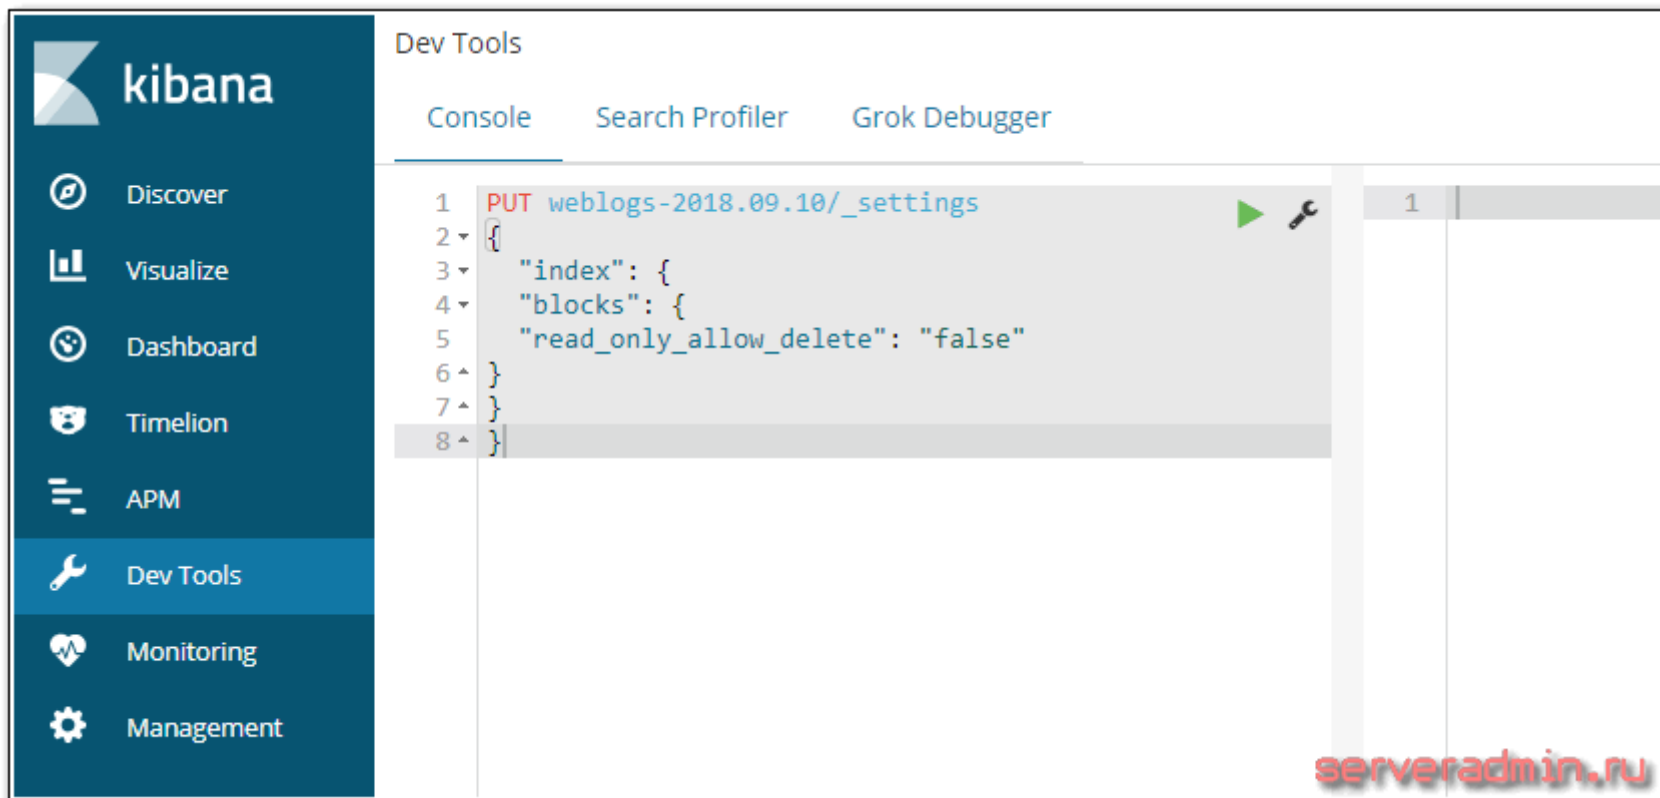 kibana
Discover
Visualize
Dashboard
Timelion
APM
Dev Tools
Monitoring
Management
Dev Tools
Console Search Profiler Grok Debugger
1 PUT weblogs-2018.09.10/_settings
2 {
3 "index": {
4 "blocks": {
5 "read_only_allow_delete": "false"
6 }
7 }
8 }
1
serveradmin.ru